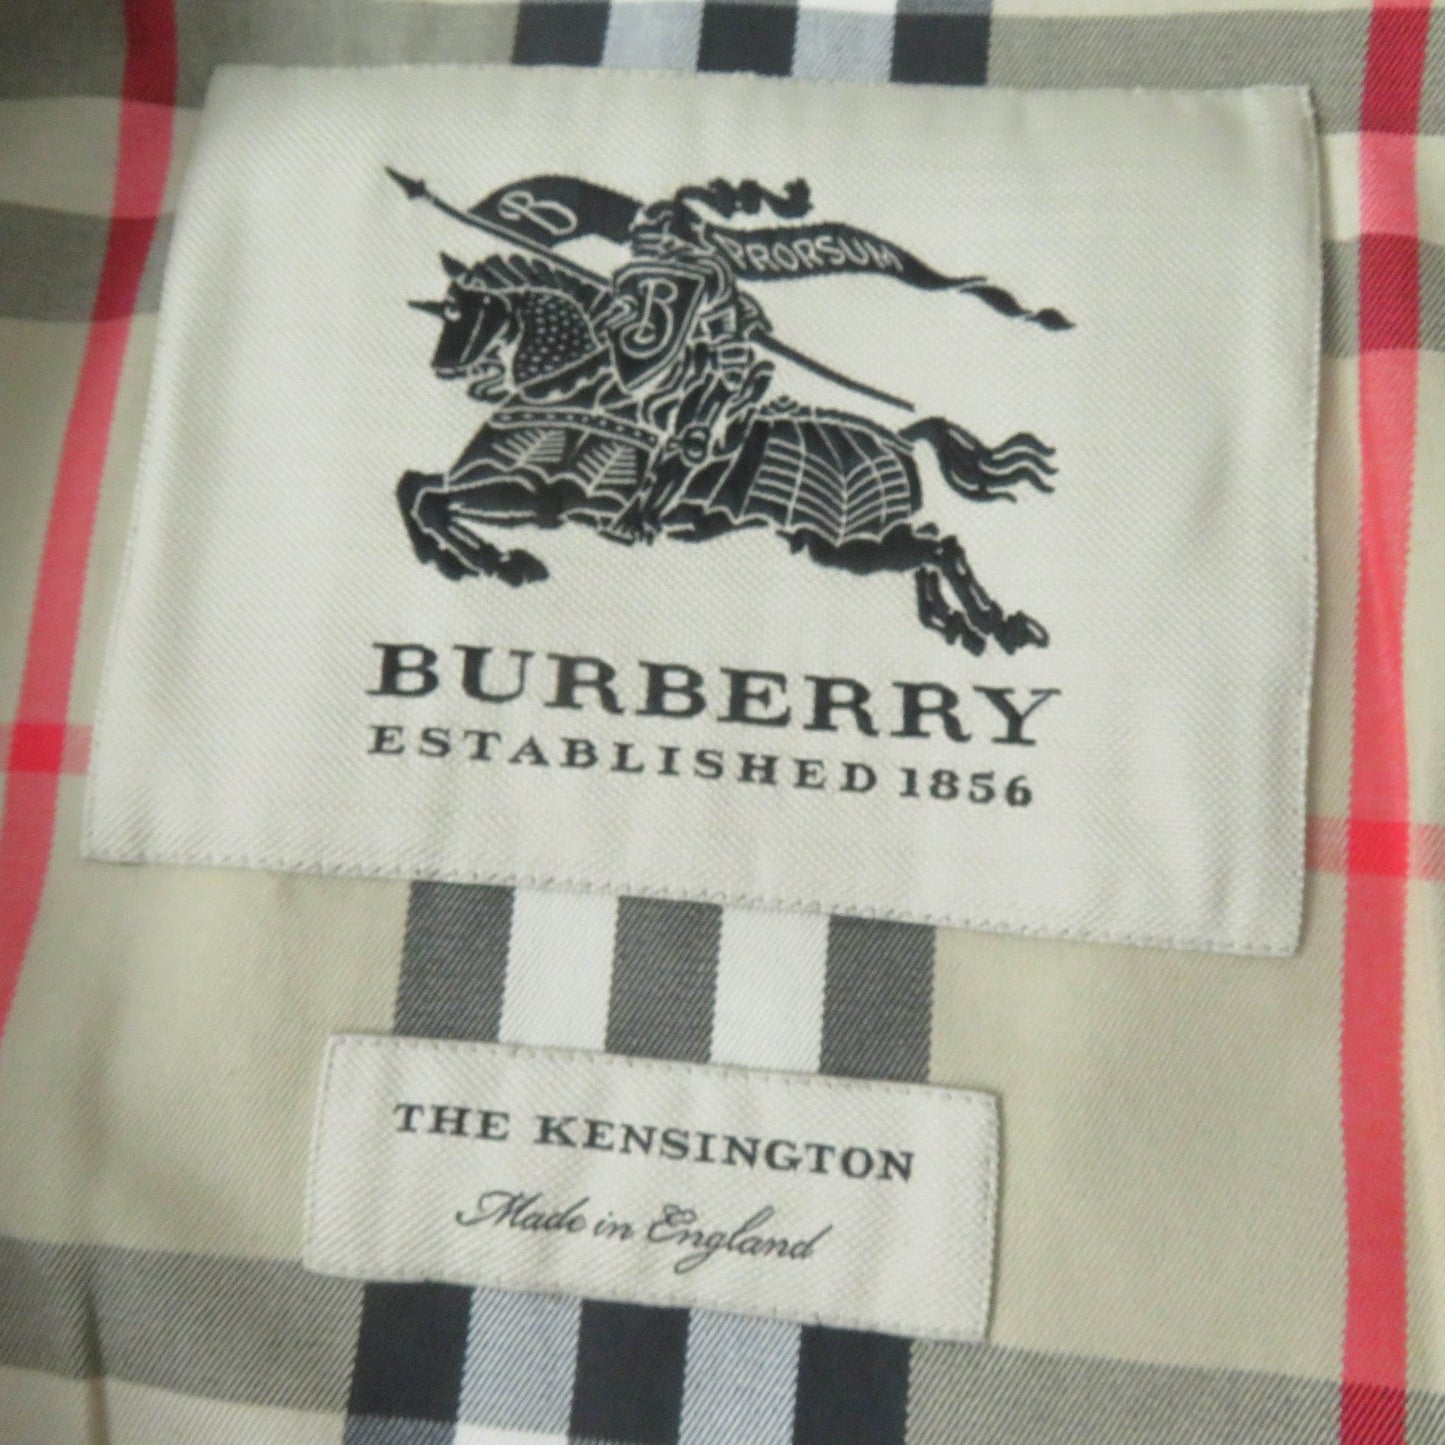 B
PRORSUM
B
BURBERRY
ESTABLISHED 1856
THE KENSINGTON
Made in England